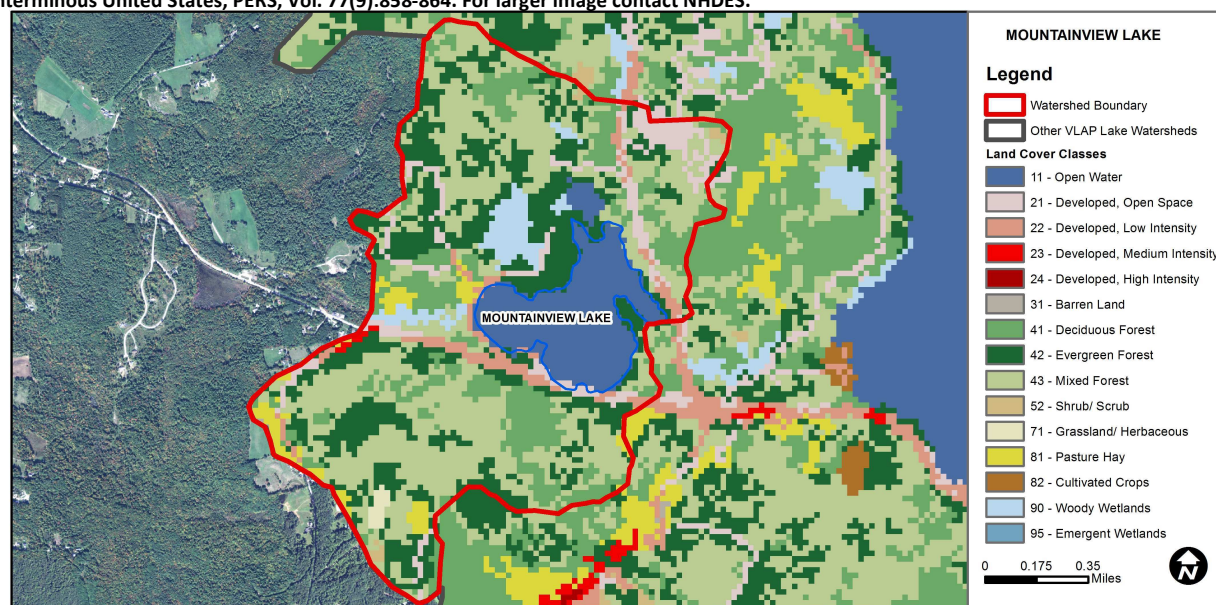 nterminous United States, PERS, Vol. 77(9):858-864. For larger image contact NHDES.
MOUNTAINVIEW LAKE
MOUNTAINVIEW LAKE
Legend
Watershed Boundary
Other VLAP Lake Watersheds
Land Cover Classes
11 - Open Water
21 - Developed, Open Space
22 - Developed, Low Intensity
23 - Developed, Medium Intensity
24 - Developed, High Intensity
31 - Barren Land
41 - Deciduous Forest
42 - Evergreen Forest
43 - Mixed Forest
52 - Shrub/ Scrub
71 - Grassland/ Herbaceous
81 - Pasture Hay
82 - Cultivated Crops
90 - Woody Wetlands
95 - Emergent Wetlands
0 0.175 0.35
Miles
N